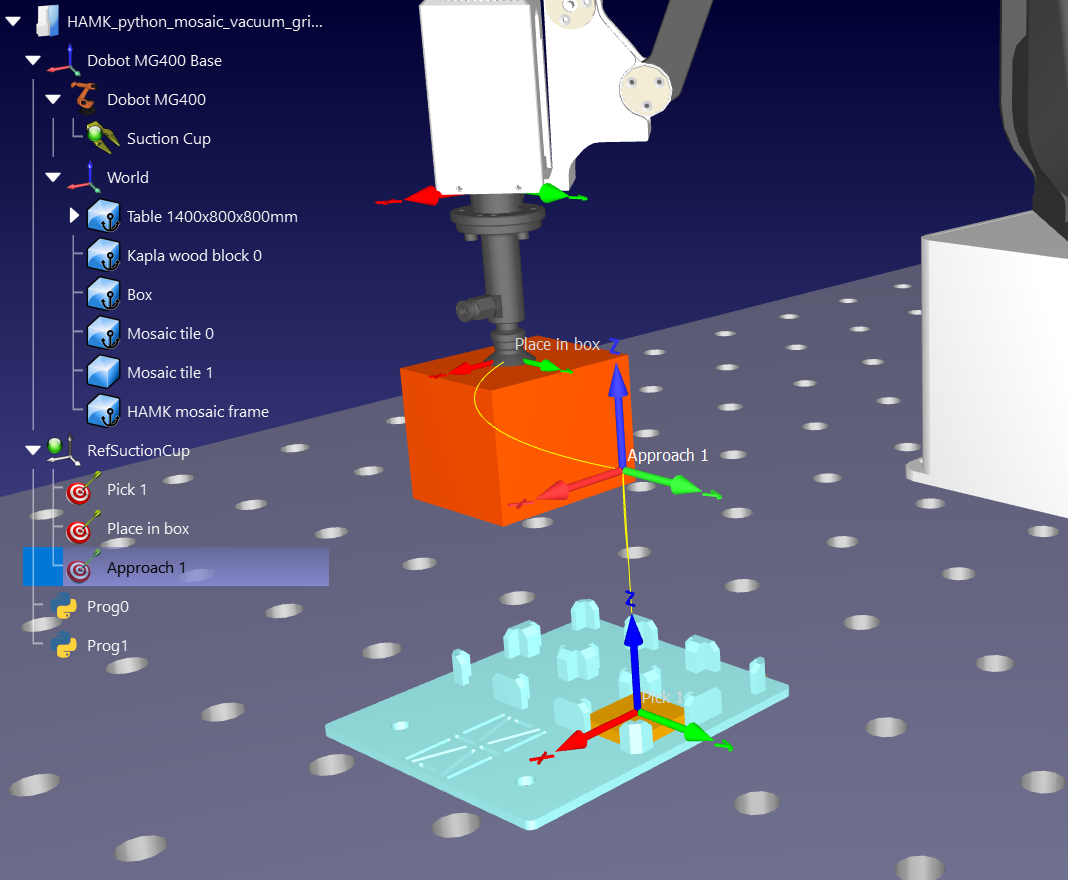 HAMK_python_mosaic_vacuum_gri...
Dobot MG400 Base
Dobot MG400
Suction Cup
World
Table 1400x800x800mm
Kapla wood block 0
Box
Mosaic tile 0
Mosaic tile 1
HAMK mosaic frame
RefSuctionCup
Pick 1
Place in box
Approach 1
Prog0
Prog1
Place in box
Z
Approach 1
X
Y
Z
Pick 1
X
Y